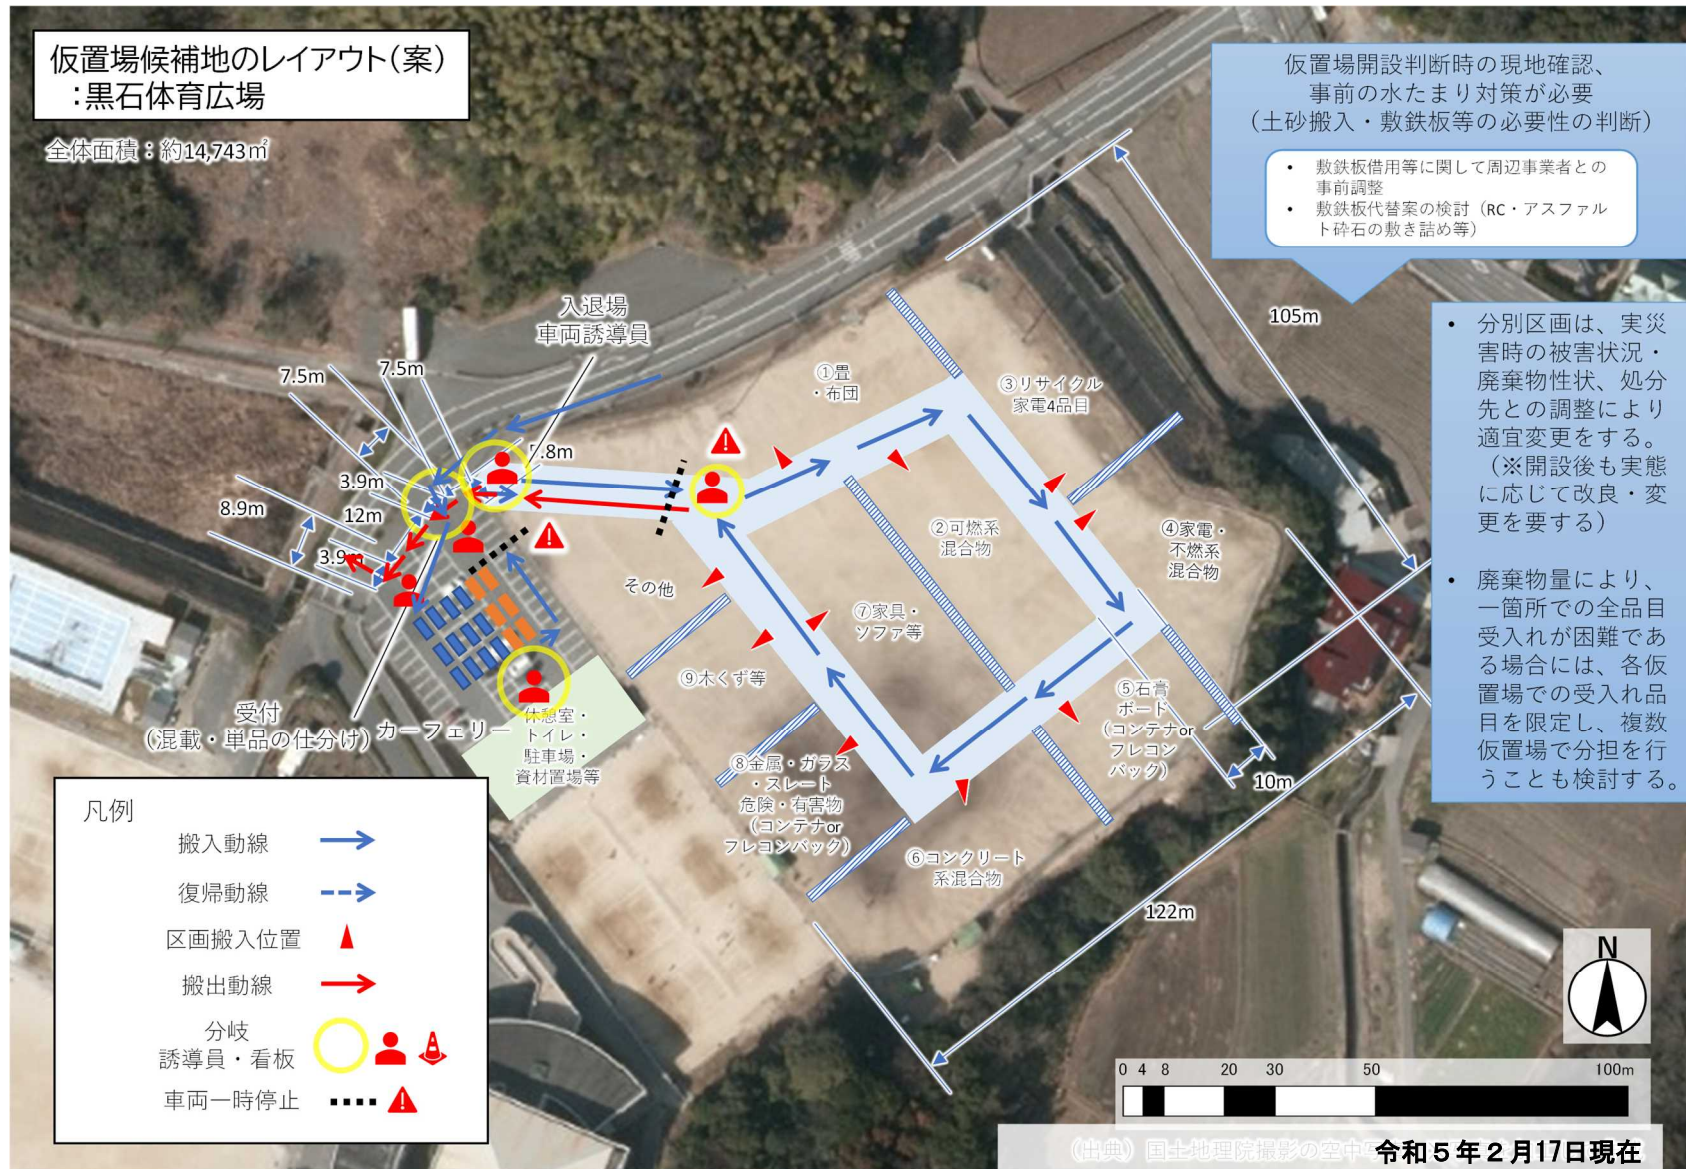 仮置場候補地のレイアウト(案)
:黒石体育広場
全体面積：約14,743㎡
仮置場開設判断時の現地確認、
事前の水たまり対策が必要
（土砂搬入・敷鉄板等の必要性の判断）
• 敷鉄板借用等に関して周辺事業者との
事前調整
• 敷鉄板代替案の検討（RC・アスファル
ト砕石の敷き詰め等）
• 分別区画は、実災
害時の被害状況・
廃棄物性状、処分
先との調整により
適宜変更をする。
（※開設後も実態
に応じて改良・変
更を要する）
• 廃棄物量により、
一箇所での全品目
受入れが困難であ
る場合には、各仮
置場での受入れ品
目を限定し、複数
仮置場で分担を行
うことも検討する。
105m
入退場
車両誘導員
7.5m
7.5m
3.9m
8.9m
12m
3.9m
①畳
・布団
③リサイクル
家電4品目
②可燃系
混合物
④家電・
不燃系
混合物
その他
⑦家具・
ソファ等
⑨木くず等
⑤石膏
ボード
（コンテナor
フレコン
バック）
受付
（混載・単品の仕分け）
カーフェリー
休憩室・
トイレ・
駐車場・
資材置場等
⑧金属・ガラス
・スレート
危険・有害物
（コンテナor
フレコンバック）
⑥コンクリート
系混合物
10m
122m
凡例
搬入動線
復帰動線
区画搬入位置
搬出動線
分岐
誘導員・看板
車両一時停止
N
0 4 8 20 30 50 100m
（出典）国土地理院撮影の空中
令和５年２月17日現在